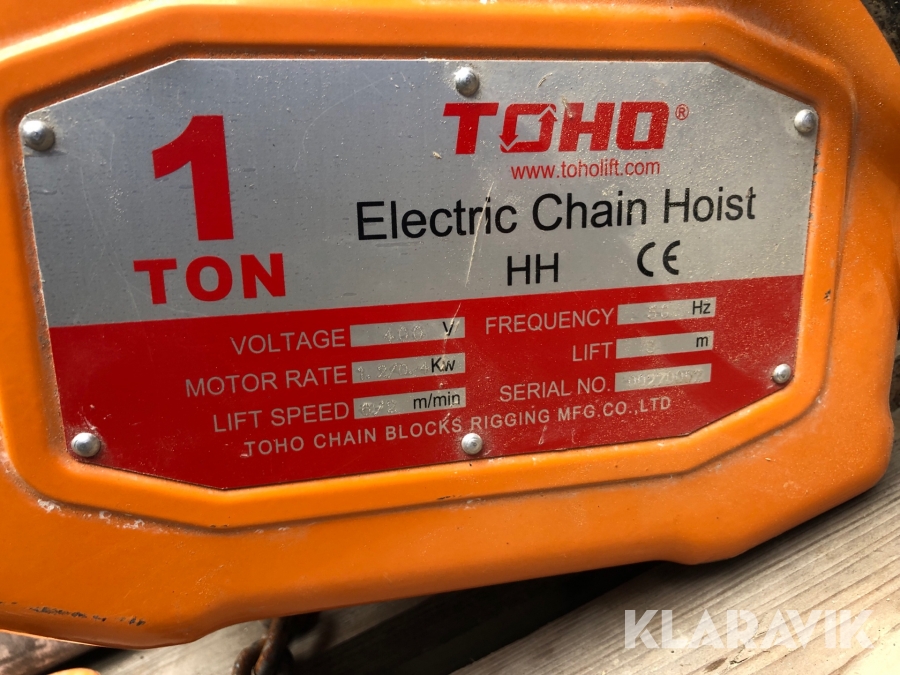 1
TON
TOHO®
www.toholift.com
Electric Chain Hoist
HH CE
VOLTAGE 400 V
MOTOR RATE Kw
LIFT SPEED m/min
FREQUENCY Hz
LIFT m
SERIAL NO.
TOHO CHAIN BLOCKS RIGGING MFG.CO.,LTD
KLARAVIK